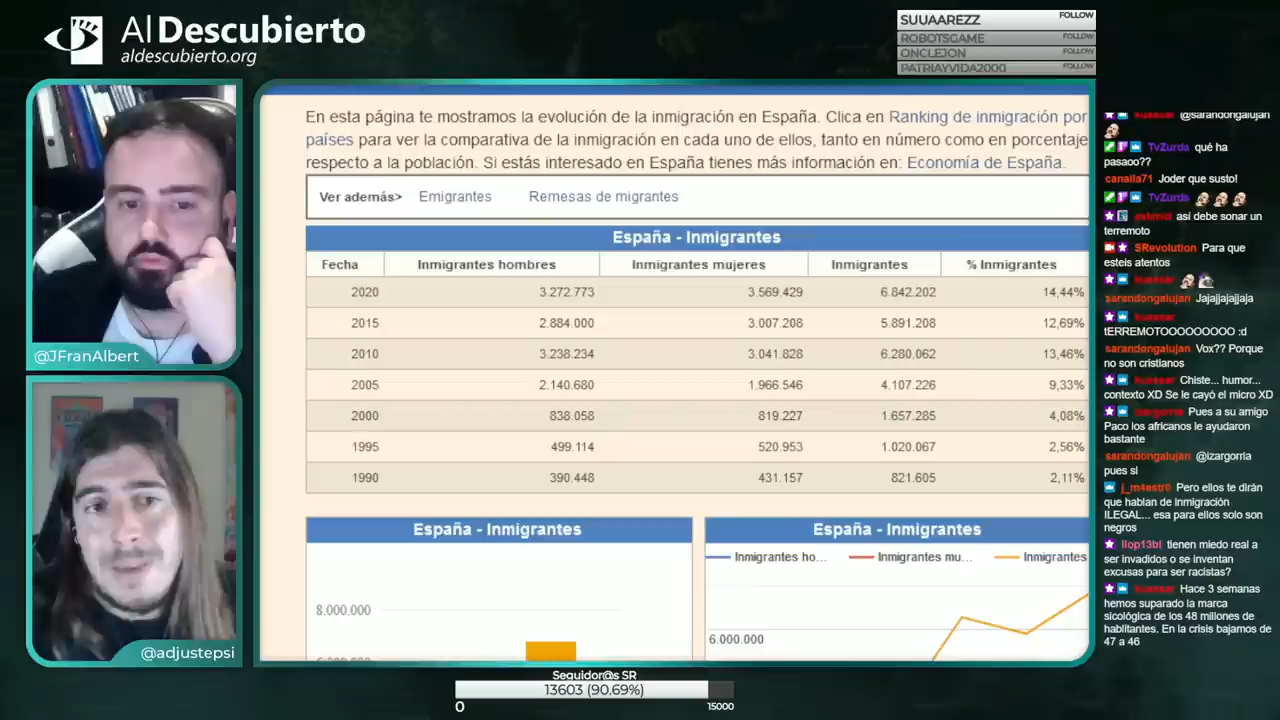 Al Descubierto
aldescubierto.org
SUUAAREZZ FOLLOW
ROBOTSGAME FOLLOW
ONCLEJON FOLLOW
PATRIAYVIDA2000 FOLLOW
@JFranAlbert
@adjustepsi
En esta página te mostramos la evolución de la inmigración en España. Clica en Ranking de inmigración por
países para ver la comparativa de la inmigración en cada uno de ellos, tanto en número como en porcentaje
respecto a la población. Si estás interesado en España tienes más información en: Economía de España.
Ver además> Emigrantes Remesas de migrantes
España - Inmigrantes
Fecha Inmigrantes hombres Inmigrantes mujeres Inmigrantes % Inmigrantes
2020 3.272.773 3.569.429 6.842.202 14,44%
2015 2.884.000 3.007.208 5.891.208 12,69%
2010 3.238.234 3.041.828 6.280.062 13,46%
2005 2.140.680 1.966.546 4.107.226 9,33%
2000 838.058 819.227 1.657.285 4,08%
1995 499.114 520.953 1.020.067 2,56%
1990 390.448 431.157 821.605 2,11%
España - Inmigrantes España - Inmigrantes
Inmigrantes ho... Inmigrantes mu... Inmigrantes
8.000.000
6.000.000
@sarandongalujan
TvZurda qué ha
pasaoo??
canalla71 Joder que susto!
TvZurda
así debe sonar un
terremoto
SRevolution Para que
esteis atentos
sarandongalujan Jajajjajajjaja
tERREMOTOOOOOOOOO :d
sarandongalujan Vox?? Porque
no son cristianos
Chiste... humor...
contexto XD Se le cayó el micro XD
izargorria Pues a su amigo
Paco los africanos le ayudaron
bastante
sarandongalujan @izargorria
pues si
j_m4estr0 Pero ellos te dirán
que hablan de inmigración
ILEGAL... esa para ellos solo son
negros
llop13bl tienen miedo real a
ser invadidos o se inventan
excusas para ser racistas?
Hace 3 semanas
hemos suparado la marca
sicológica de los 48 millones de
hablitantes. En la crisis bajamos de
47 a 46
Seguidor@s SR
13603 (90.69%)
0 15000